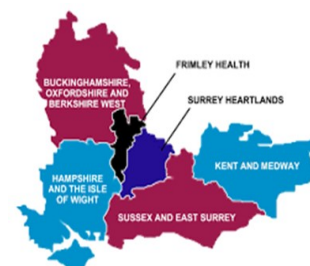 FRIMLEY HEALTH
BUCKINGHAMSHIRE,
OXFORDSHIRE AND
BERKSHIRE WEST
SURREY HEARTLANDS
KENT AND MEDWAY
HAMPSHIRE
AND THE ISLE
OF WIGHT
SUSSEX AND EAST SURREY